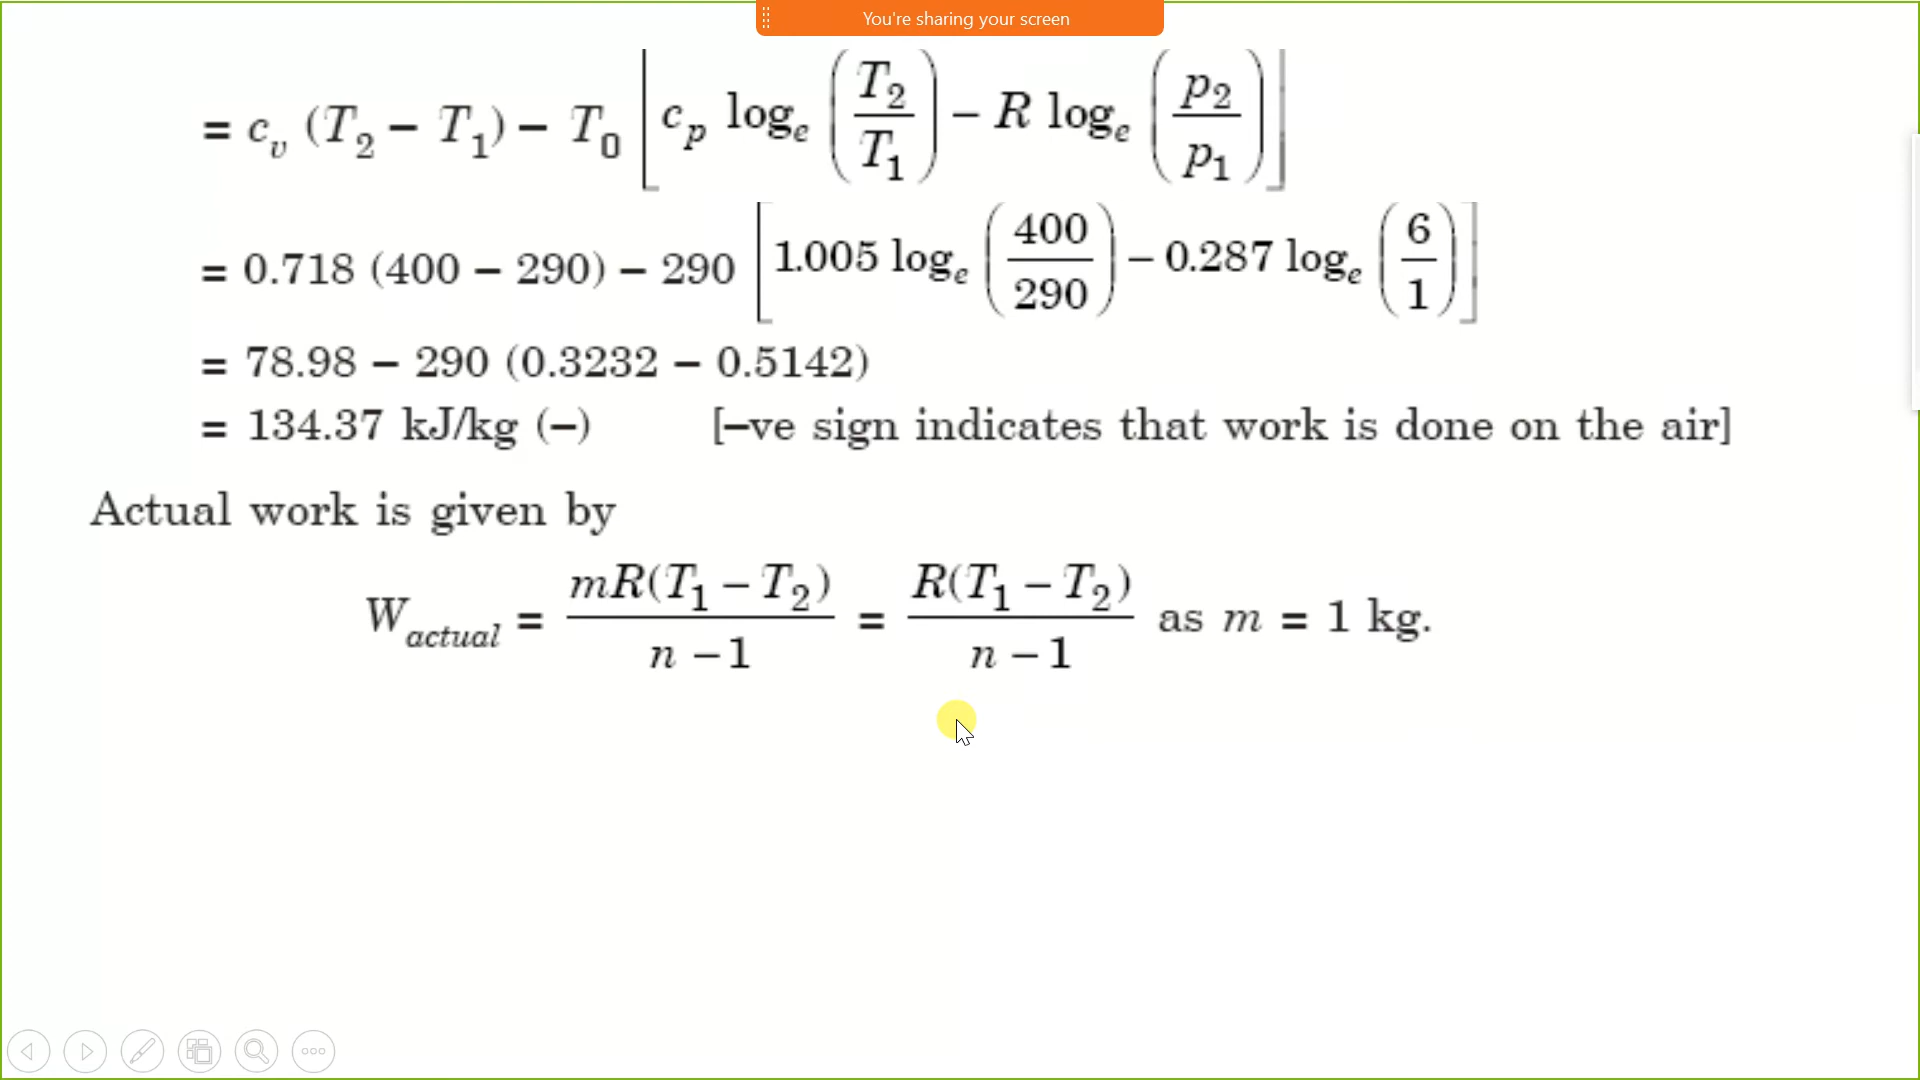 You're sharing your screen
= c_v (T_2 – T_1) – T_0 [c_p log_e (T_2/T_1) – R log_e (p_2/p_1)]
= 0.718 (400 – 290) – 290 [1.005 log_e (400/290) – 0.287 log_e (6/1)]
= 78.98 – 290 (0.3232 – 0.5142)
= 134.37 kJ/kg (–) [–ve sign indicates that work is done on the air]
Actual work is given by
W_actual = mR(T_1 – T_2)/n – 1 = R(T_1 – T_2)/n – 1 as m = 1 kg.